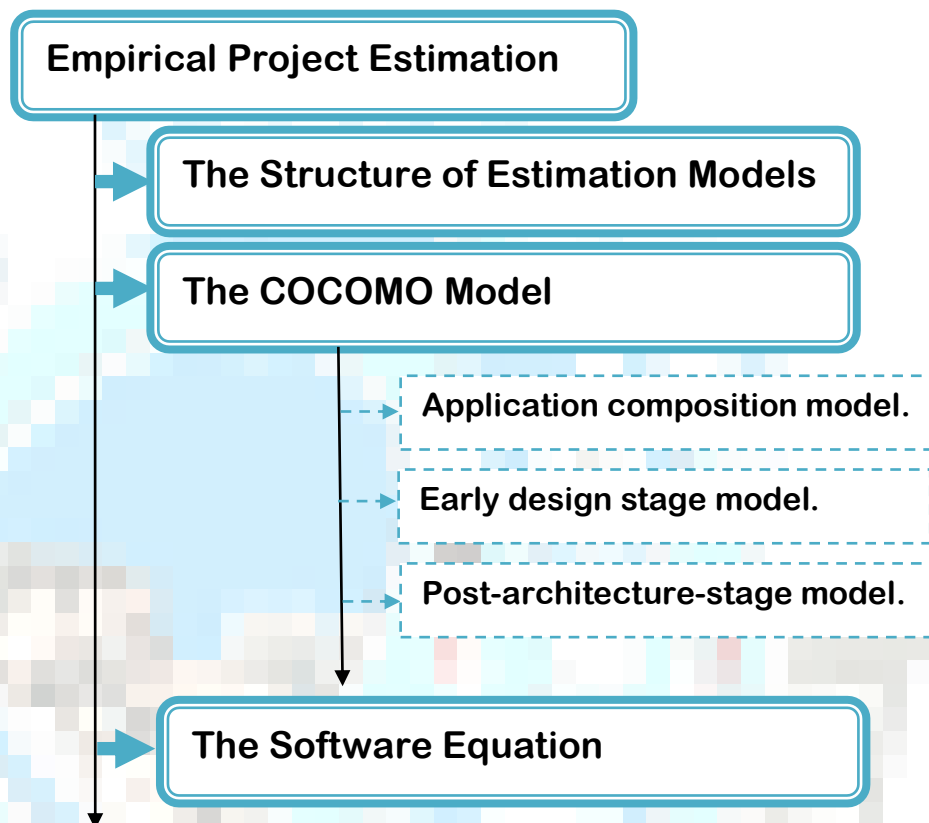 Empirical Project Estimation
The Structure of Estimation Models
The COCOMO Model
Application composition model.
Early design stage model.
Post-architecture-stage model.
The Software Equation